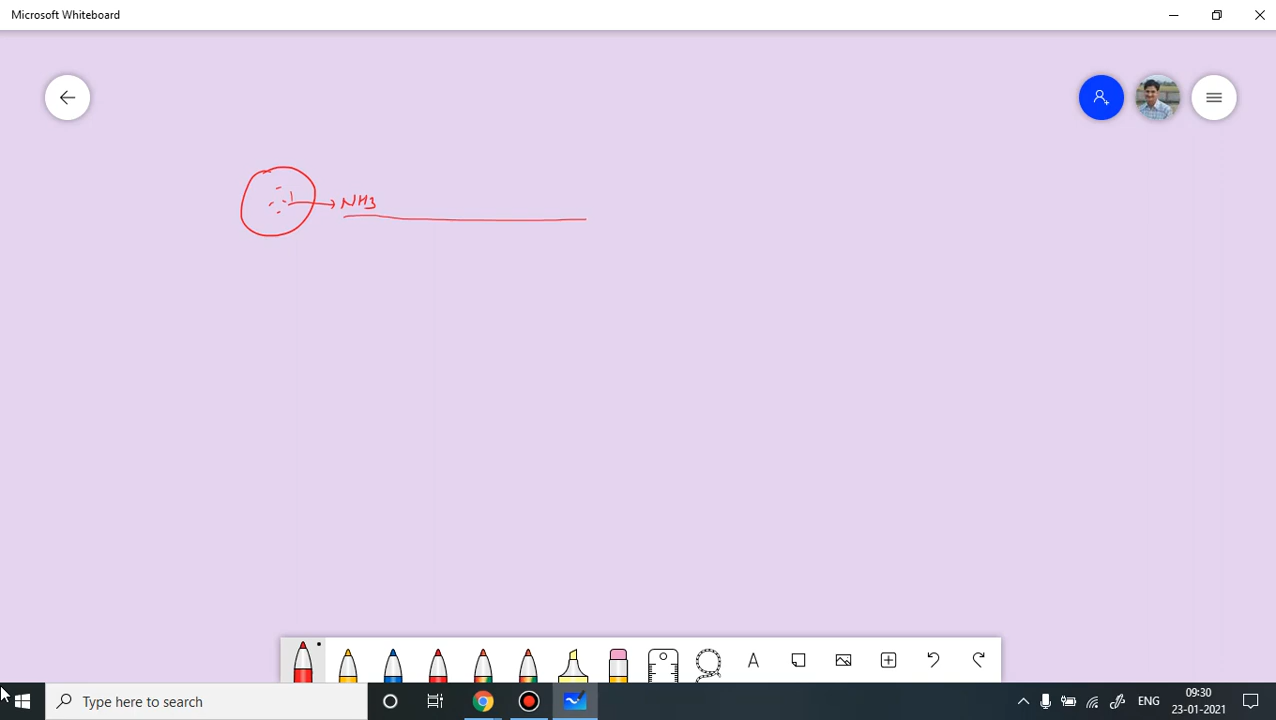 Microsoft Whiteboard
NH3
A
Type here to search
ENG
09:30
23-01-2021